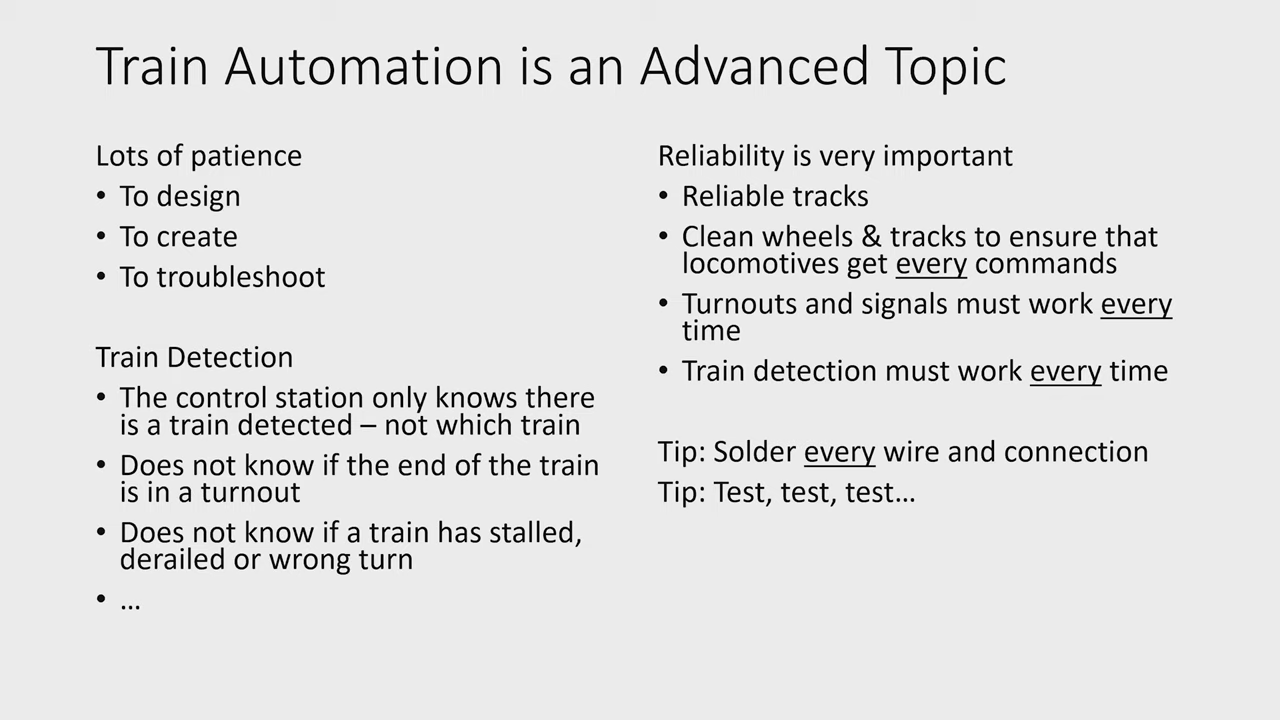 Train Automation is an Advanced Topic
Lots of patience
• To design
• To create
• To troubleshoot
Train Detection
• The control station only knows there
is a train detected – not which train
• Does not know if the end of the train
is in a turnout
• Does not know if a train has stalled,
derailed or wrong turn
• …
Reliability is very important
• Reliable tracks
• Clean wheels & tracks to ensure that
locomotives get every commands
• Turnouts and signals must work every
time
• Train detection must work every time
Tip: Solder every wire and connection
Tip: Test, test, test…